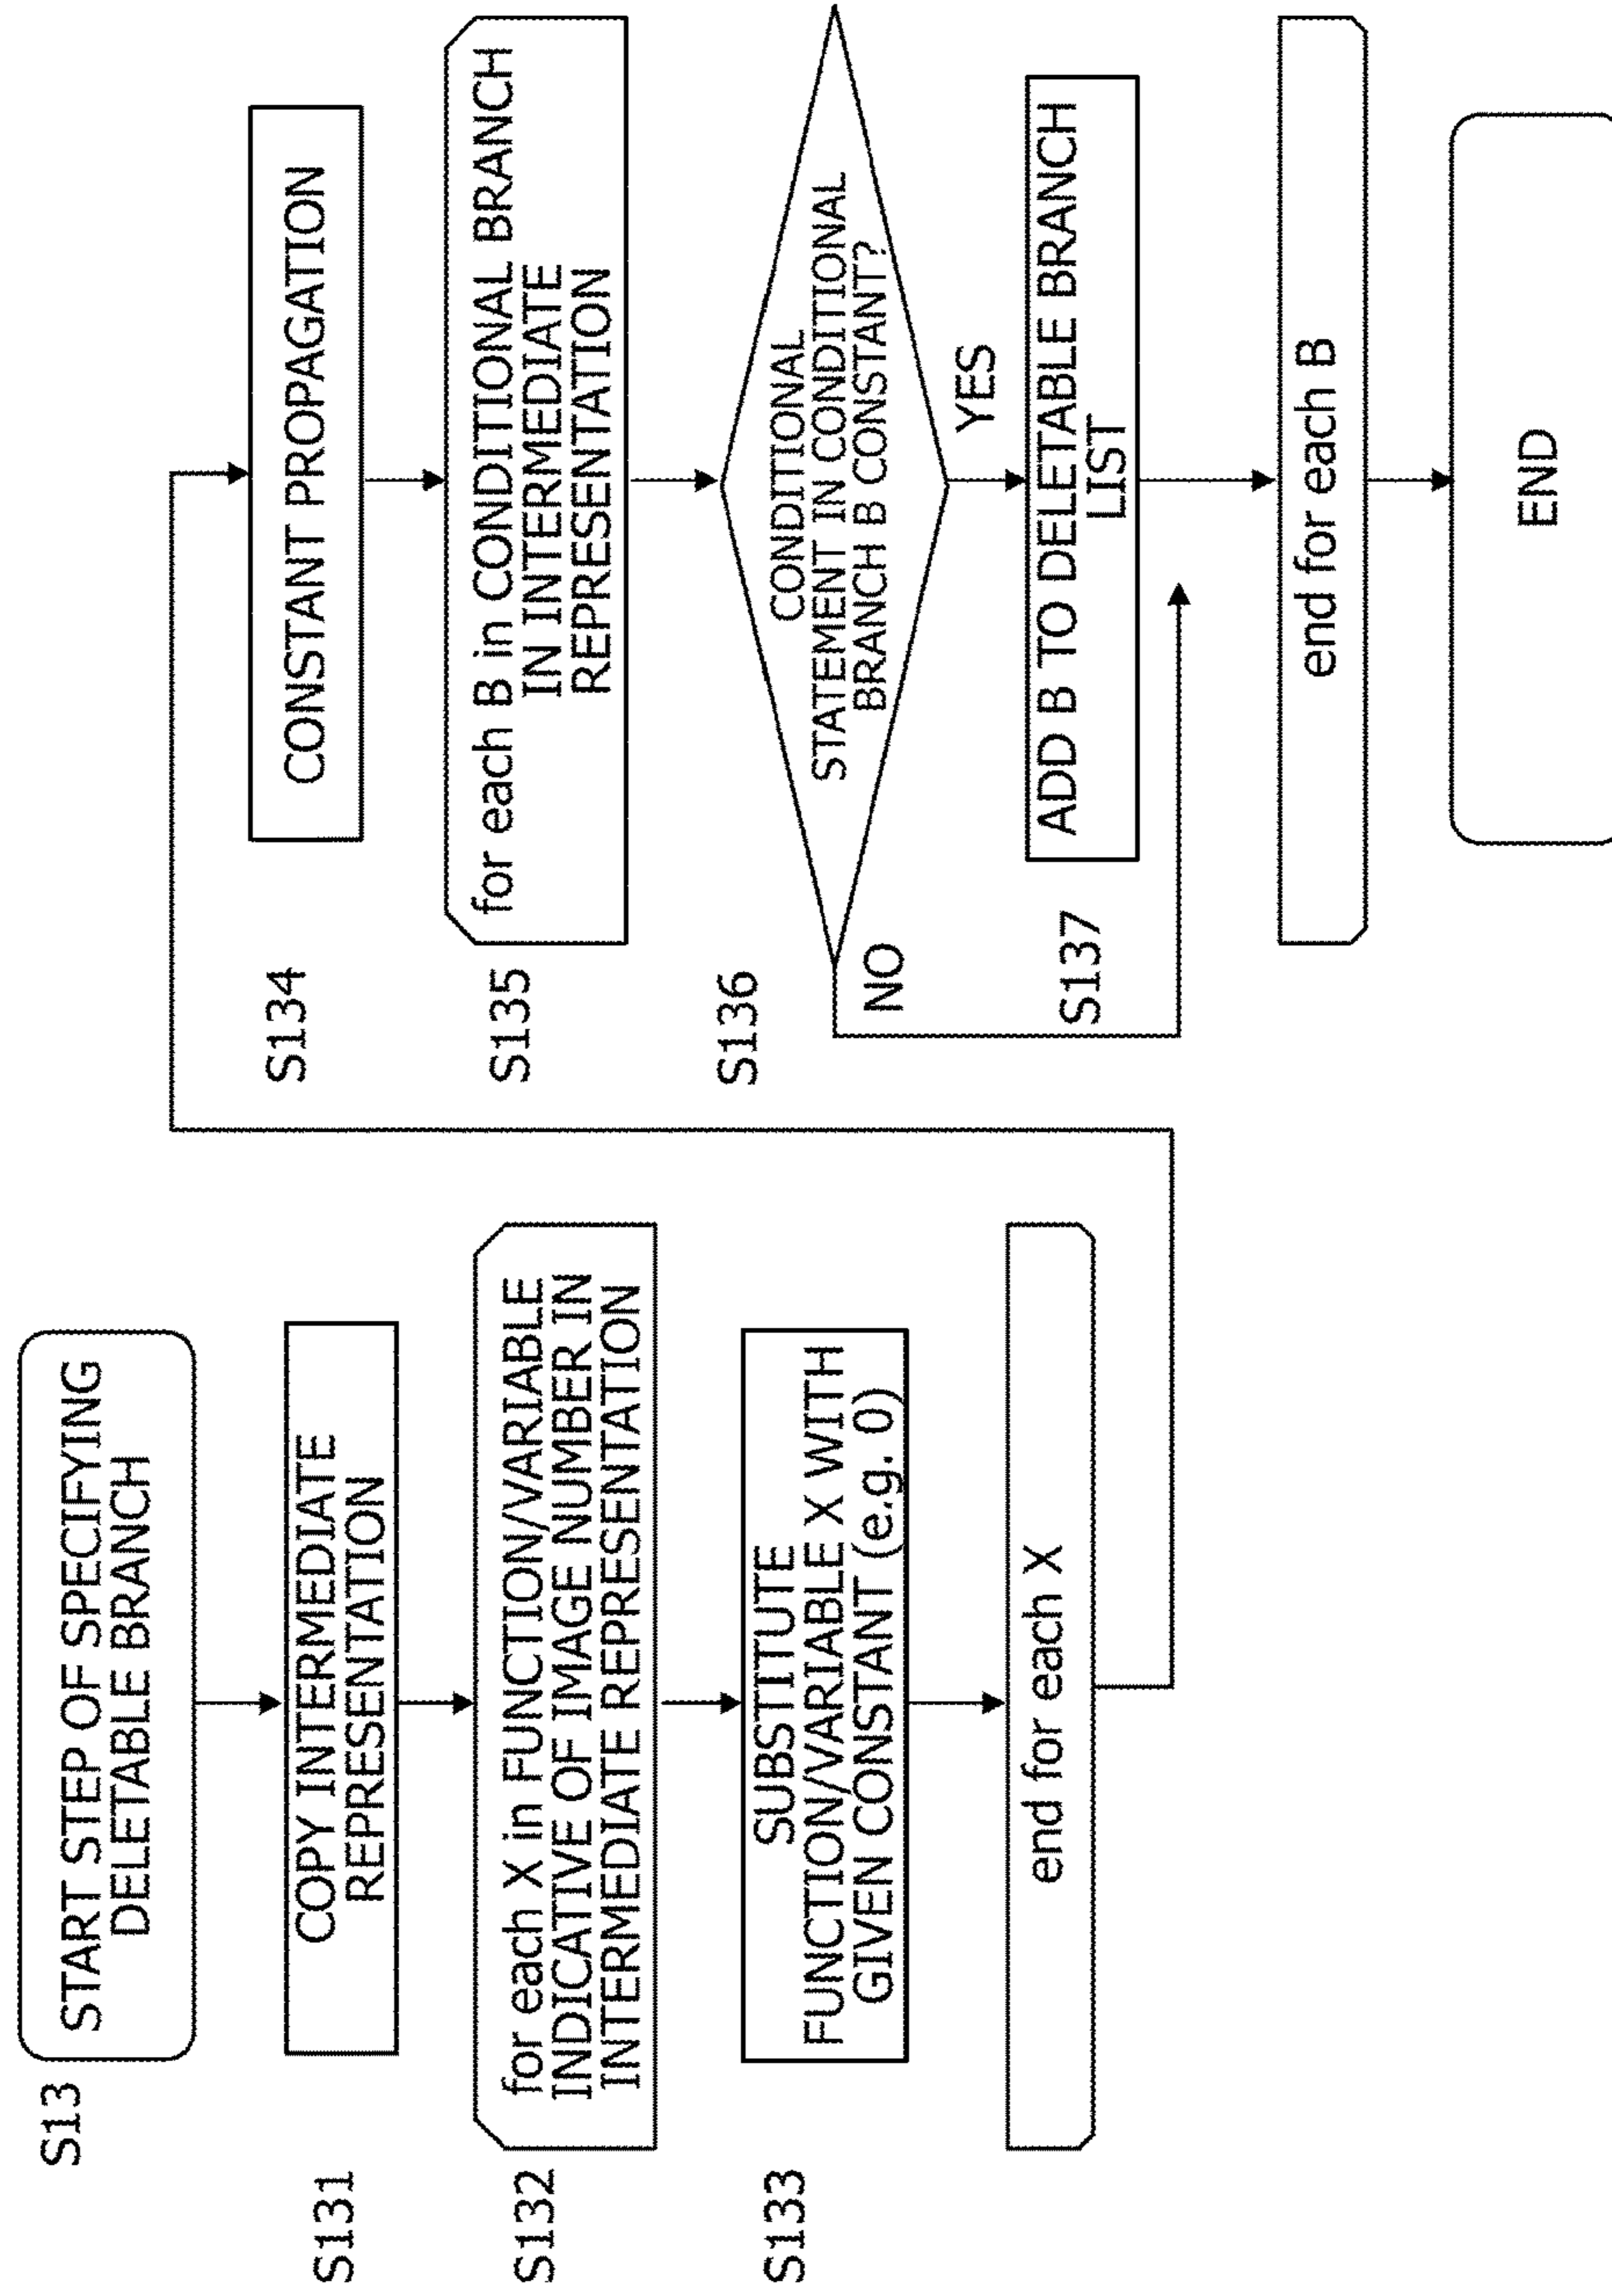 S13
START STEP OF SPECIFYING
DELETABLE BRANCH
S131
COPY INTERMEDIATE
REPRESENTATION
S132
for each X in FUNCTION/VARIABLE
INDICATIVE OF IMAGE NUMBER IN
INTERMEDIATE REPRESENTATION
S133
SUBSTITUTE
FUNCTION/VARIABLE X WITH
GIVEN CONSTANT (e.g. 0)
end for each X
S134
CONSTANT PROPAGATION
S135
for each B in CONDITIONAL BRANCH
IN INTERMEDIATE
REPRESENTATION
S136
CONDITIONAL
STATEMENT IN CONDITIONAL
BRANCH B CONSTANT?
NO
YES
S137
ADD B TO DELETABLE BRANCH
LIST
end for each B
END